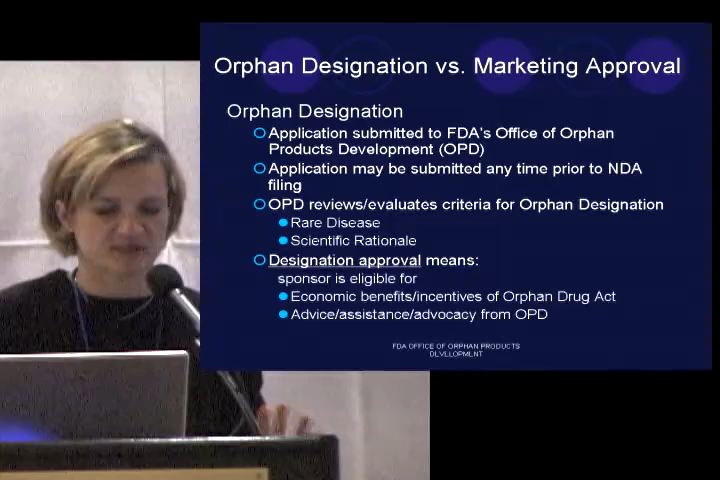 Orphan Designation vs. Marketing Approval
Orphan Designation
Application submitted to FDA's Office of Orphan
Products Development (OPD)
Application may be submitted any time prior to NDA
filing
OPD reviews/evaluates criteria for Orphan Designation
Rare Disease
Scientific Rationale
Designation approval means:
sponsor is eligible for
Economic benefits/incentives of Orphan Drug Act
Advice/assistance/advocacy from OPD
FDA OFFICE OF ORPHAN PRODUCTS
DEVELOPMENT